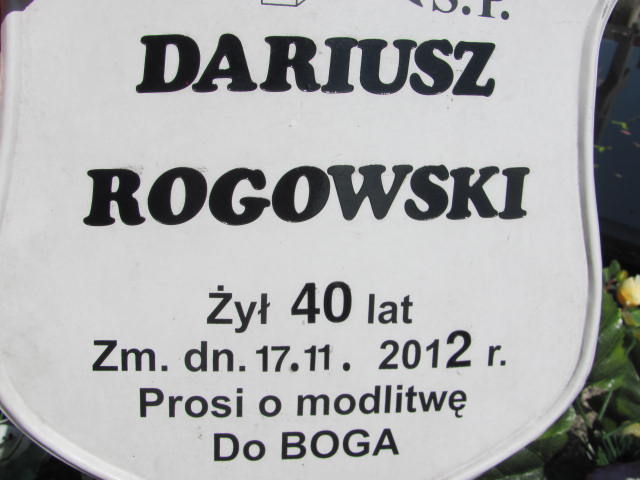 Ś.P.
DARIUSZ
ROGOWSKI
Żył 40 lat
Zm. dn. 17.11. 2012 r.
Prosi o modlitwę
Do BOGA